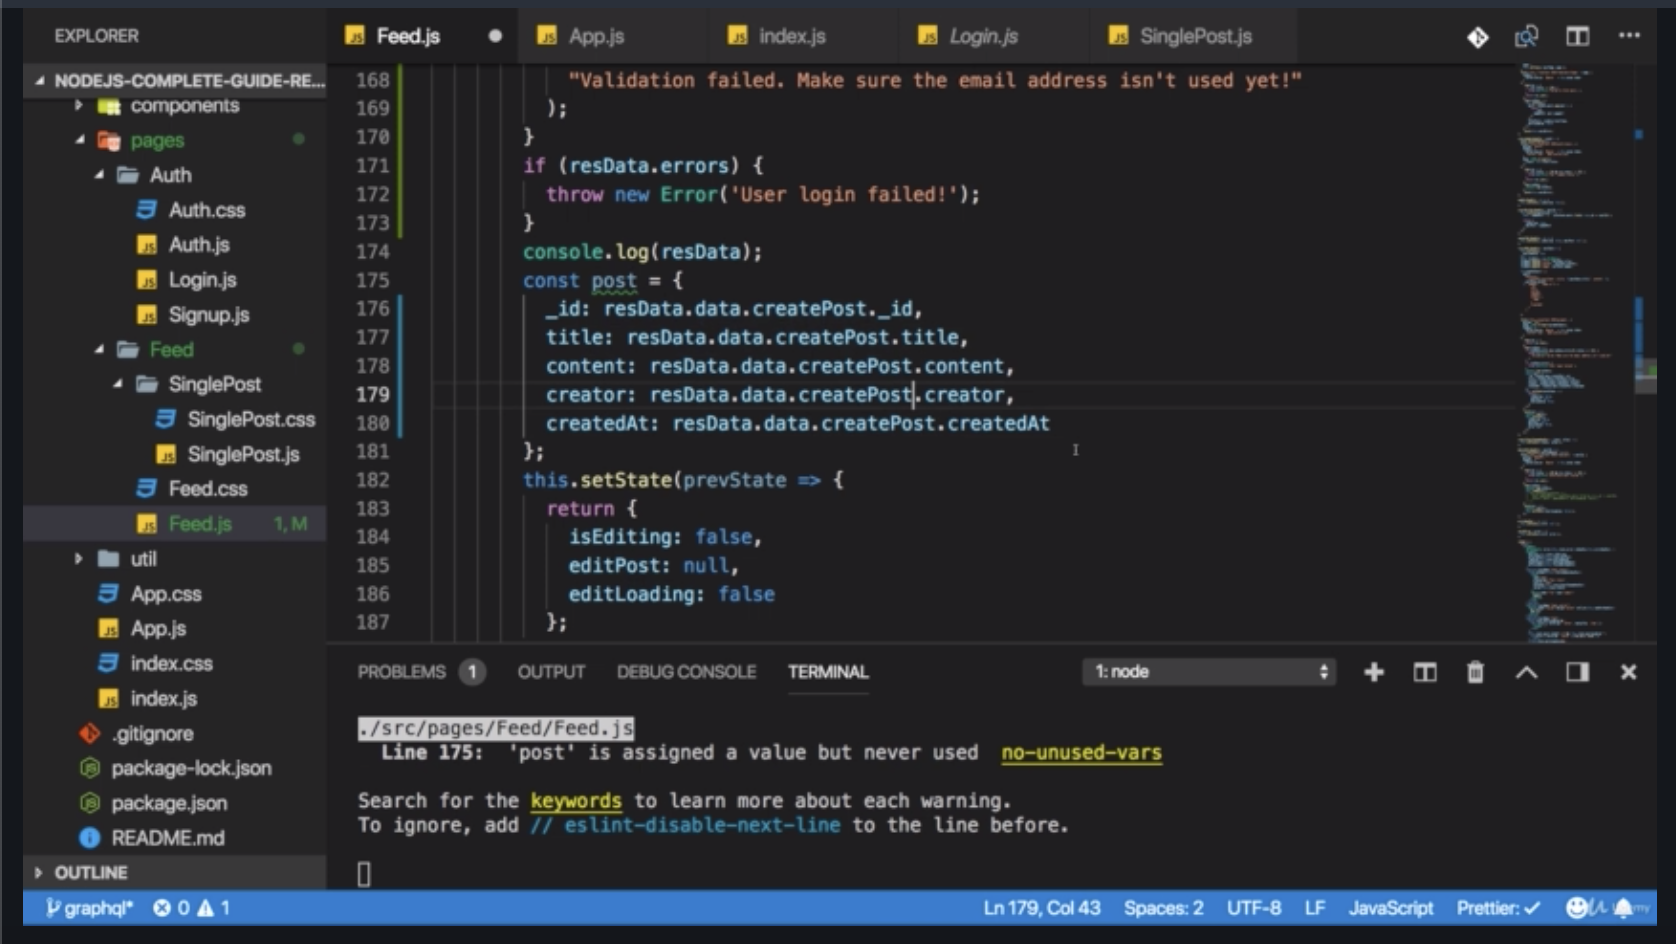 EXPLORER
Feed.js
App.js
index.js
Login.js
SinglePost.js
NODEJS-COMPLETE-GUIDE-RE...
components
pages
Auth
Auth.css
Auth.js
Login.js
Signup.js
Feed
SinglePost
SinglePost.css
SinglePost.js
Feed.css
Feed.js 1, M
util
App.css
App.js
index.css
index.js
.gitignore
package-lock.json
package.json
README.md
OUTLINE
168 "Validation failed. Make sure the email address isn't used yet!"
169 );
170 }
171 if (resData.errors) {
172 throw new Error('User login failed!');
173 }
174 console.log(resData);
175 const post = {
176 _id: resData.data.createPost._id,
177 title: resData.data.createPost.title,
178 content: resData.data.createPost.content,
179 creator: resData.data.createPost.creator,
180 createdAt: resData.data.createPost.createdAt
181 };
182 this.setState(prevState => {
183 return {
184 isEditing: false,
185 editPost: null,
186 editLoading: false
187 };
PROBLEMS 1 OUTPUT DEBUG CONSOLE TERMINAL 1: node
./src/pages/Feed/Feed.js
Line 175: 'post' is assigned a value but never used no-unused-vars
Search for the keywords to learn more about each warning.
To ignore, add // eslint-disable-next-line to the line before.
graphql* 0 1 Ln 179, Col 43 Spaces: 2 UTF-8 LF JavaScript Prettier: ✓